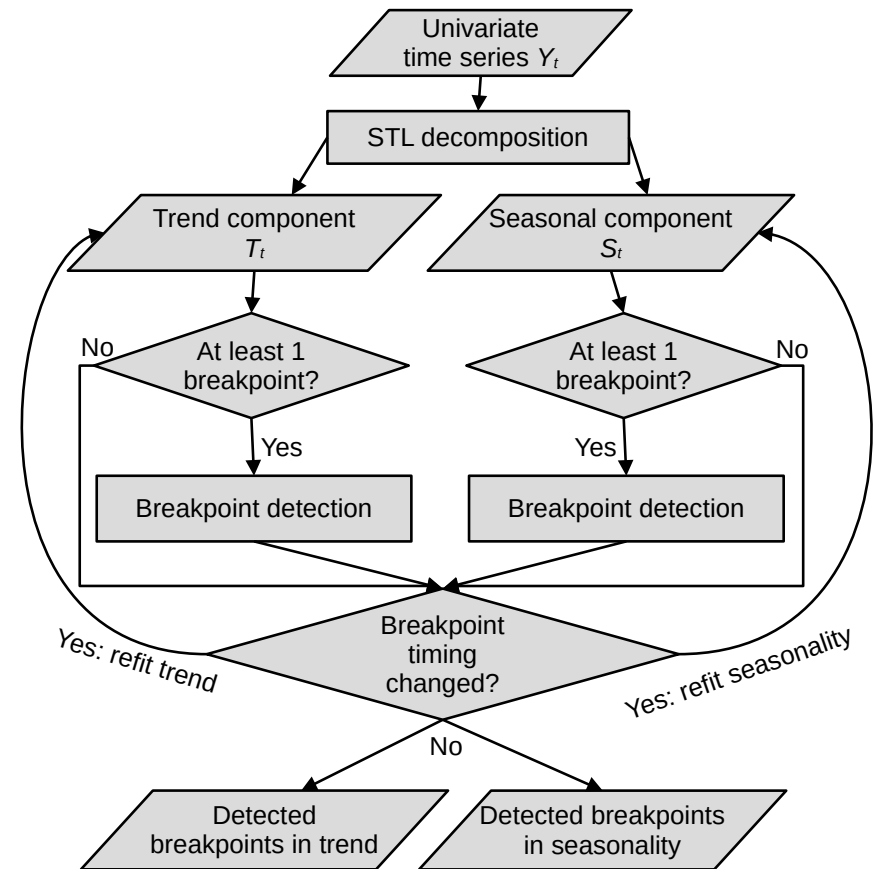 Univariate
time series Yt
STL decomposition
Trend component
Tt
Seasonal component
St
No
At least 1
breakpoint?
At least 1
breakpoint?
No
Yes
Yes
Breakpoint detection
Breakpoint detection
Breakpoint
timing
changed?
Yes: refit trend
Yes: refit seasonality
No
Detected
breakpoints in trend
Detected breakpoints
in seasonality